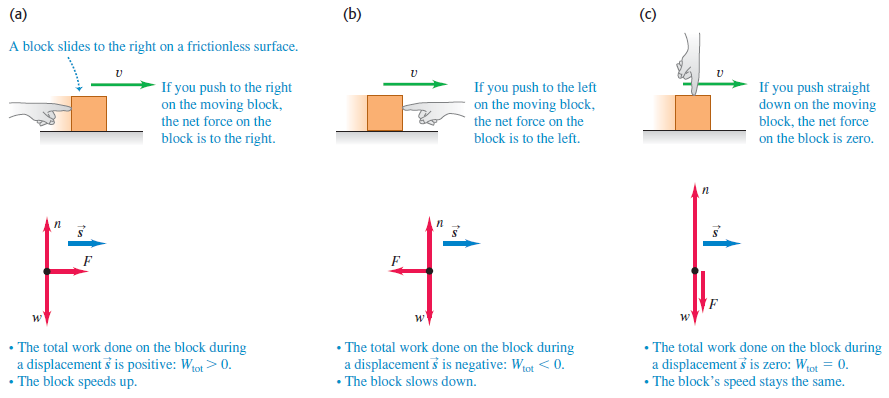 (a)
A block slides to the right on a frictionless surface.
υ
If you push to the right
on the moving block,
the net force on the
block is to the right.
n
s⃗
F
w
• The total work done on the block during
a displacement s⃗ is positive: Wtot > 0.
• The block speeds up.
(b)
υ
If you push to the left
on the moving block,
the net force on the
block is to the left.
n
s⃗
F
w
• The total work done on the block during
a displacement s⃗ is negative: Wtot < 0.
• The block slows down.
(c)
υ
If you push straight
down on the moving
block, the net force
on the block is zero.
n
s⃗
F
w
• The total work done on the block during
a displacement s⃗ is zero: Wtot = 0.
• The block’s speed stays the same.